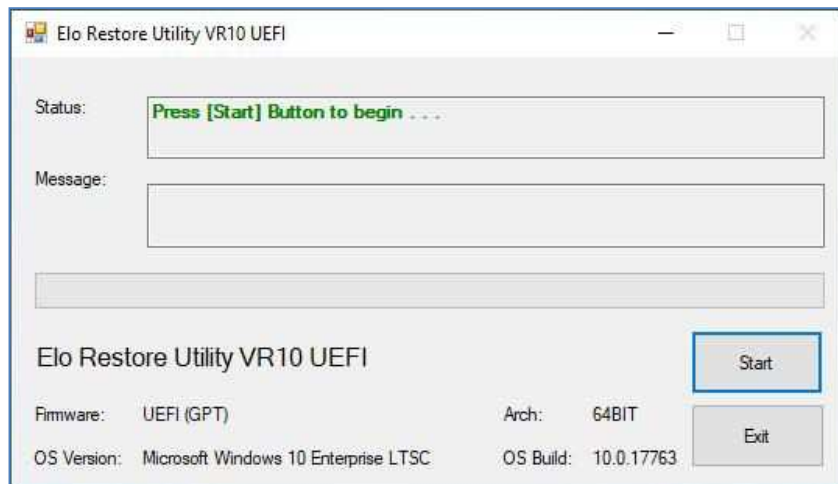 Elo Restore Utility VR10 UEFI
Status:
Press [Start] Button to begin . . .
Message:
Elo Restore Utility VR10 UEFI
Start
Firmware: UEFI (GPT) Arch: 64BIT
Exit
OS Version: Microsoft Windows 10 Enterprise LTSC OS Build: 10.0.17763